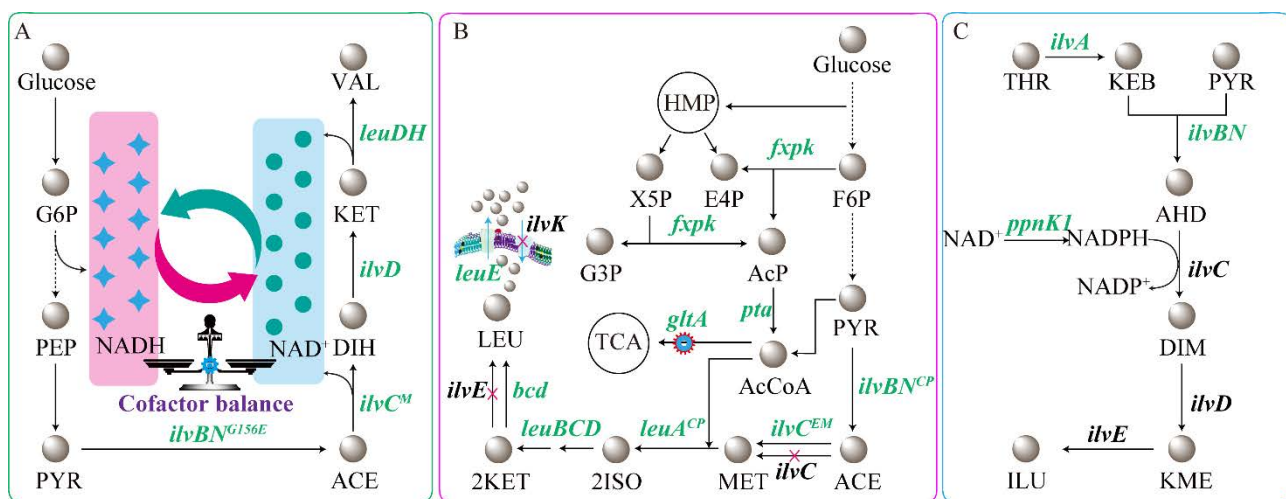 A
Glucose
VAL
leuDH
G6P
KET
ilvD
PEP
NADH
NAD⁺
DIH
Cofactor balance
ilvCᴹ
ilvBNᴳ¹⁵⁶ᴱ
PYR
ACE
B
Glucose
HMP
fxpk
X5P
E4P
F6P
ilvK
fxpk
leuE
G3P
AcP
pta
gltA
PYR
LEU
TCA
AcCoA
ilvE
bcd
ilvBNᶜᴾ
leuBCD
leuAᶜᴾ
ilvCᴱᴹ
ilvC
2KET
2ISO
MET
ACE
C
ilvA
THR
KEB
PYR
ilvBN
AHD
NAD⁺
ppnK1
NADPH
ilvC
NADP⁺
DIM
ilvD
ilvE
ILU
KME